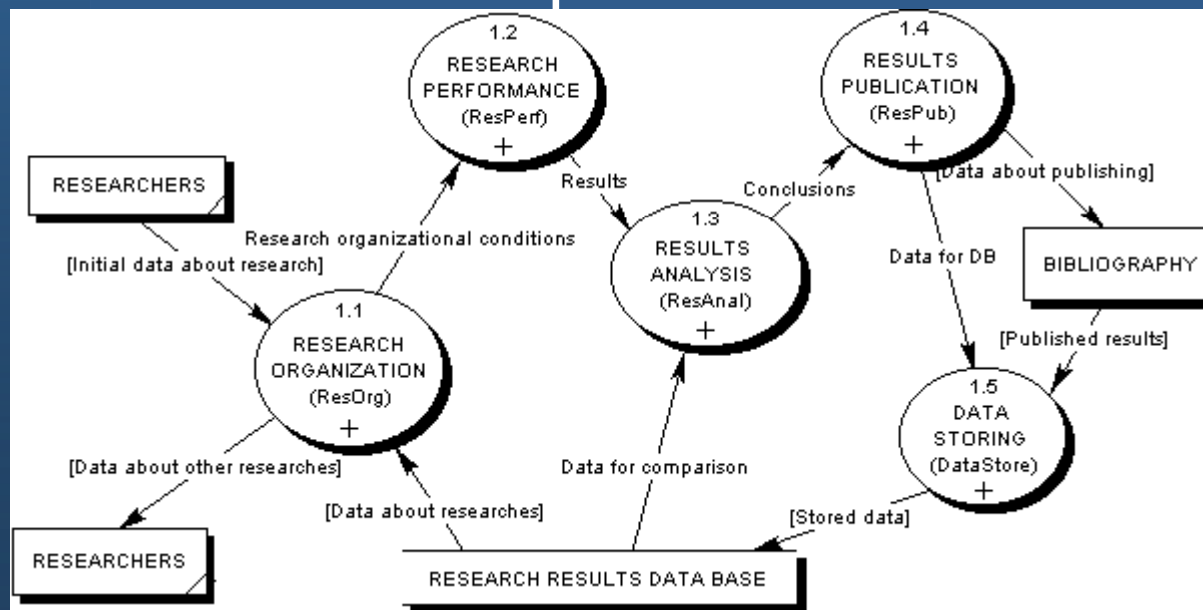 1.2
RESEARCH
PERFORMANCE
(ResPerf)
+
1.4
RESULTS
PUBLICATION
(ResPub)
+
RESEARCHERS
Results
Conclusions
[Data about publishing]
1.3
RESULTS
ANALYSIS
(ResAnal)
+
Research organizational conditions
[Initial data about research]
Data for DB
BIBLIOGRAPHY
1.1
RESEARCH
ORGANIZATION
(ResOrg)
+
[Published results]
1.5
DATA
STORING
(DataStore)
+
[Data about other researches]
Data for comparison
[Data about researches]
[Stored data]
RESEARCHERS
RESEARCH RESULTS DATA BASE